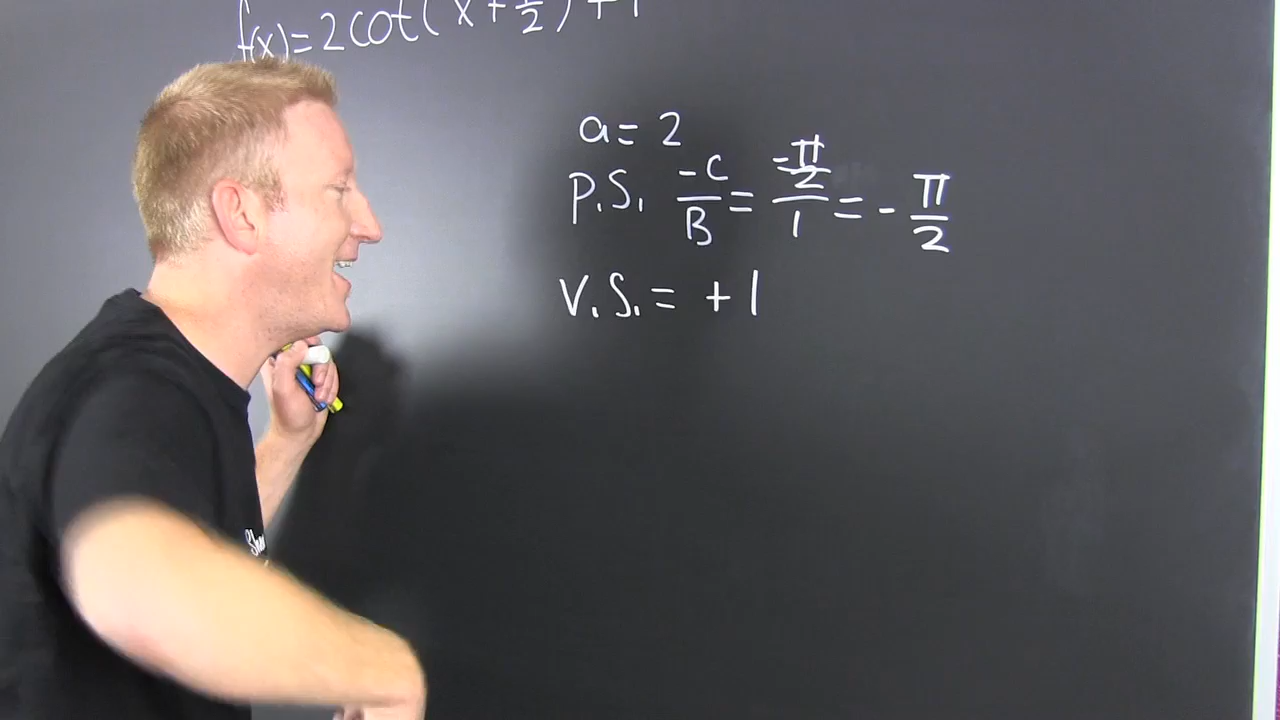 f(x)=2cot(x+π/2)+1
a=2
P.S. -C/B = (-π/2)/1 = -π/2
V.S.= +1